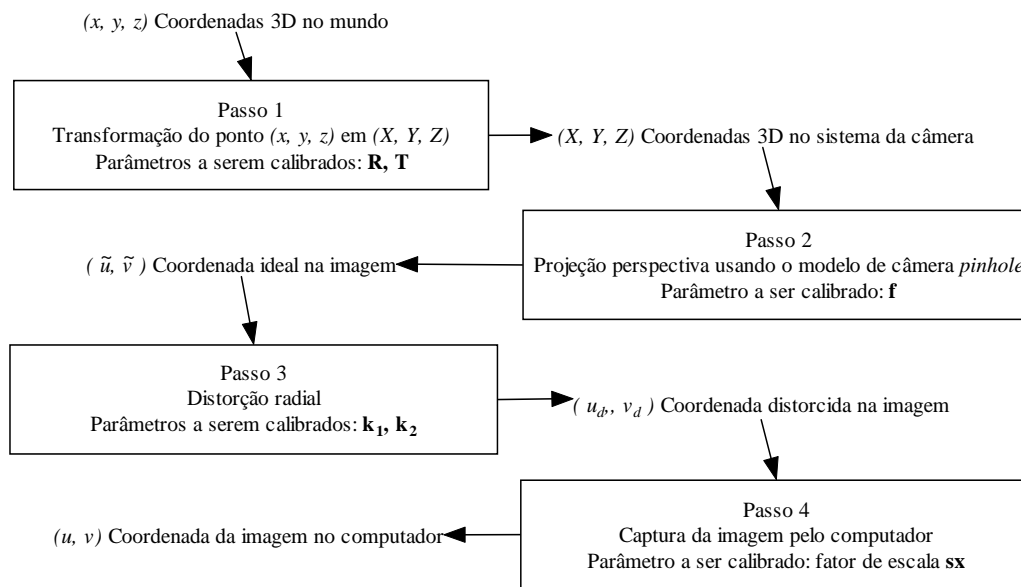 (x, y, z) Coordenadas 3D no mundo
Passo 1
Transformação do ponto (x, y, z) em (X, Y, Z)
Parâmetros a serem calibrados: R, T
(X, Y, Z) Coordenadas 3D no sistema da câmera
Passo 2
Projeção perspectiva usando o modelo de câmera pinhole
Parâmetro a ser calibrado: f
( ũ, ṽ ) Coordenada ideal na imagem
Passo 3
Distorção radial
Parâmetros a serem calibrados: k₁, k₂
( u_d,, v_d ) Coordenada distorcida na imagem
Passo 4
Captura da imagem pelo computador
Parâmetro a ser calibrado: fator de escala sx
(u, v) Coordenada da imagem no computador